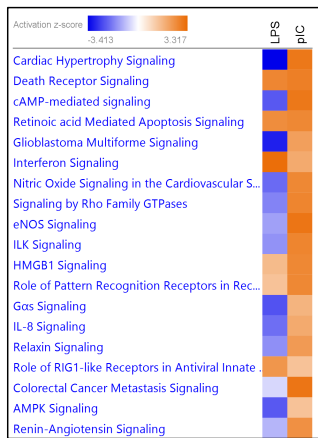 Activation z-score
-3.413 3.317
LPS
pIC
Cardiac Hypertrophy Signaling
Death Receptor Signaling
cAMP-mediated signaling
Retinoic acid Mediated Apoptosis Signaling
Glioblastoma Multiforme Signaling
Interferon Signaling
Nitric Oxide Signaling in the Cardiovascular S...
Signaling by Rho Family GTPases
eNOS Signaling
ILK Signaling
HMGB1 Signaling
Role of Pattern Recognition Receptors in Rec...
Gαs Signaling
IL-8 Signaling
Relaxin Signaling
Role of RIG1-like Receptors in Antiviral Innate .
Colorectal Cancer Metastasis Signaling
AMPK Signaling
Renin-Angiotensin Signaling